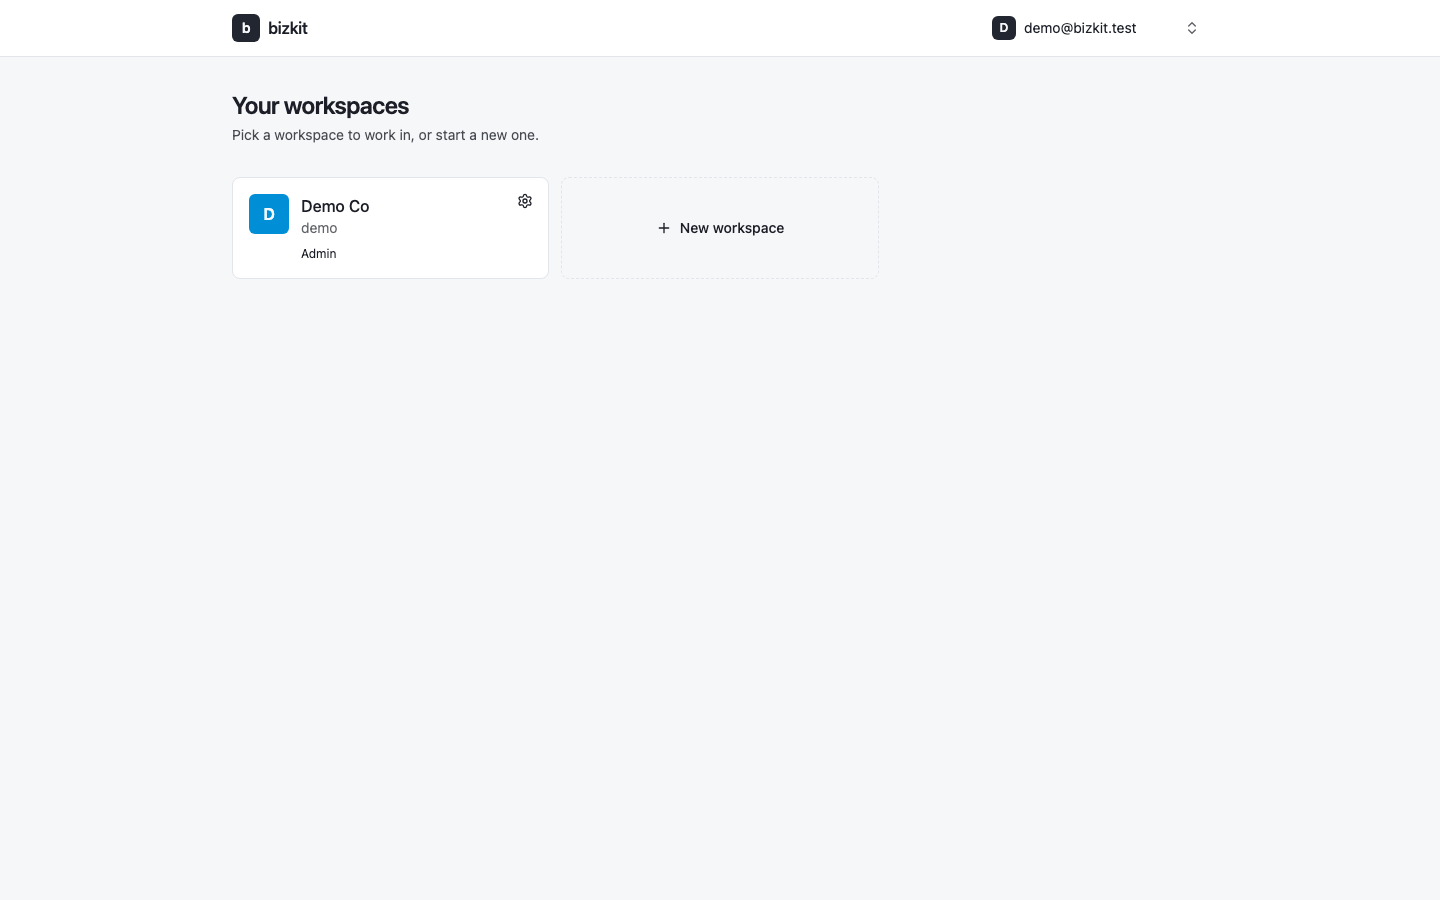 b bizkit
D demo@bizkit.test
Your workspaces
Pick a workspace to work in, or start a new one.
D
Demo Co
demo
Admin
New workspace